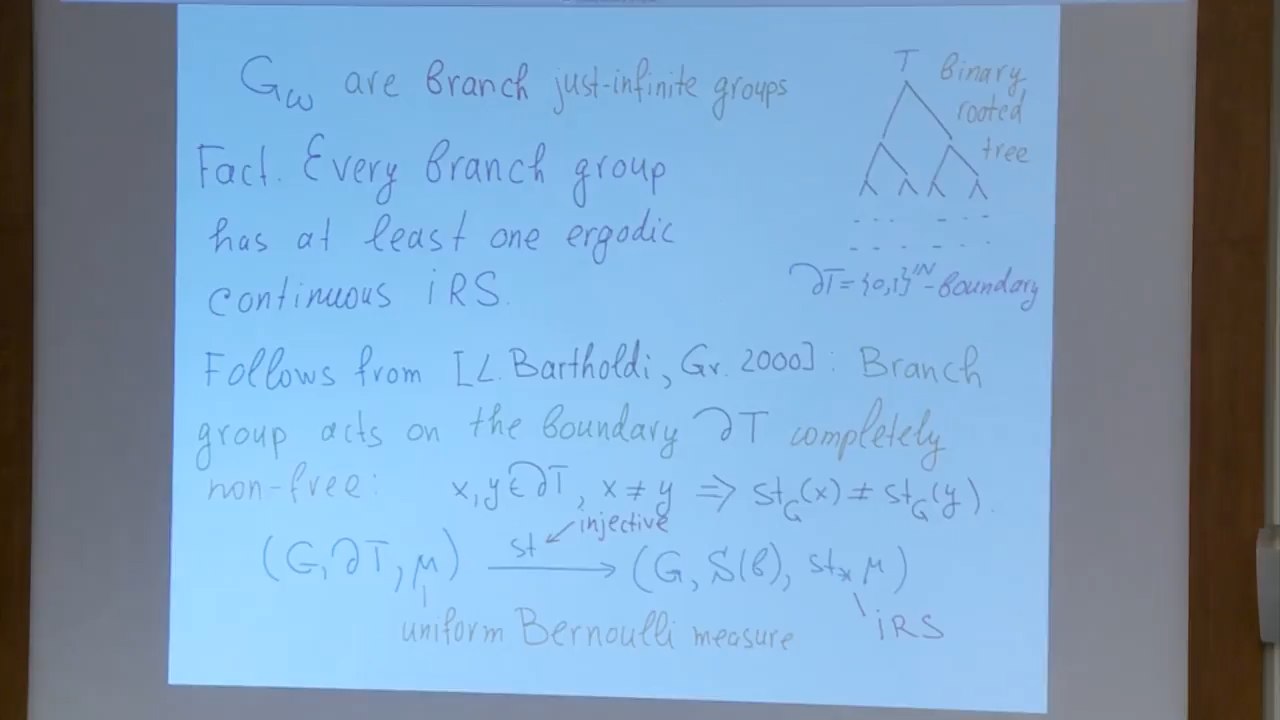 G_ω are Branch just-infinite groups
T Binary, rooted tree
Fact. Every Branch group
has at least one ergodic
continuous iRS.
∂T={0,1}^ℕ-Boundary
Follows from [L. Bartholdi, Gr. 2000]: Branch
group acts on the Boundary ∂T completely
non-free: x,y∈∂T, x≠y ⇒ st_G(x)≠st_G(y).
injective
(G,∂T,μ) st → (G, S(G), st_* μ)
uniform Bernoulli measure
iRS